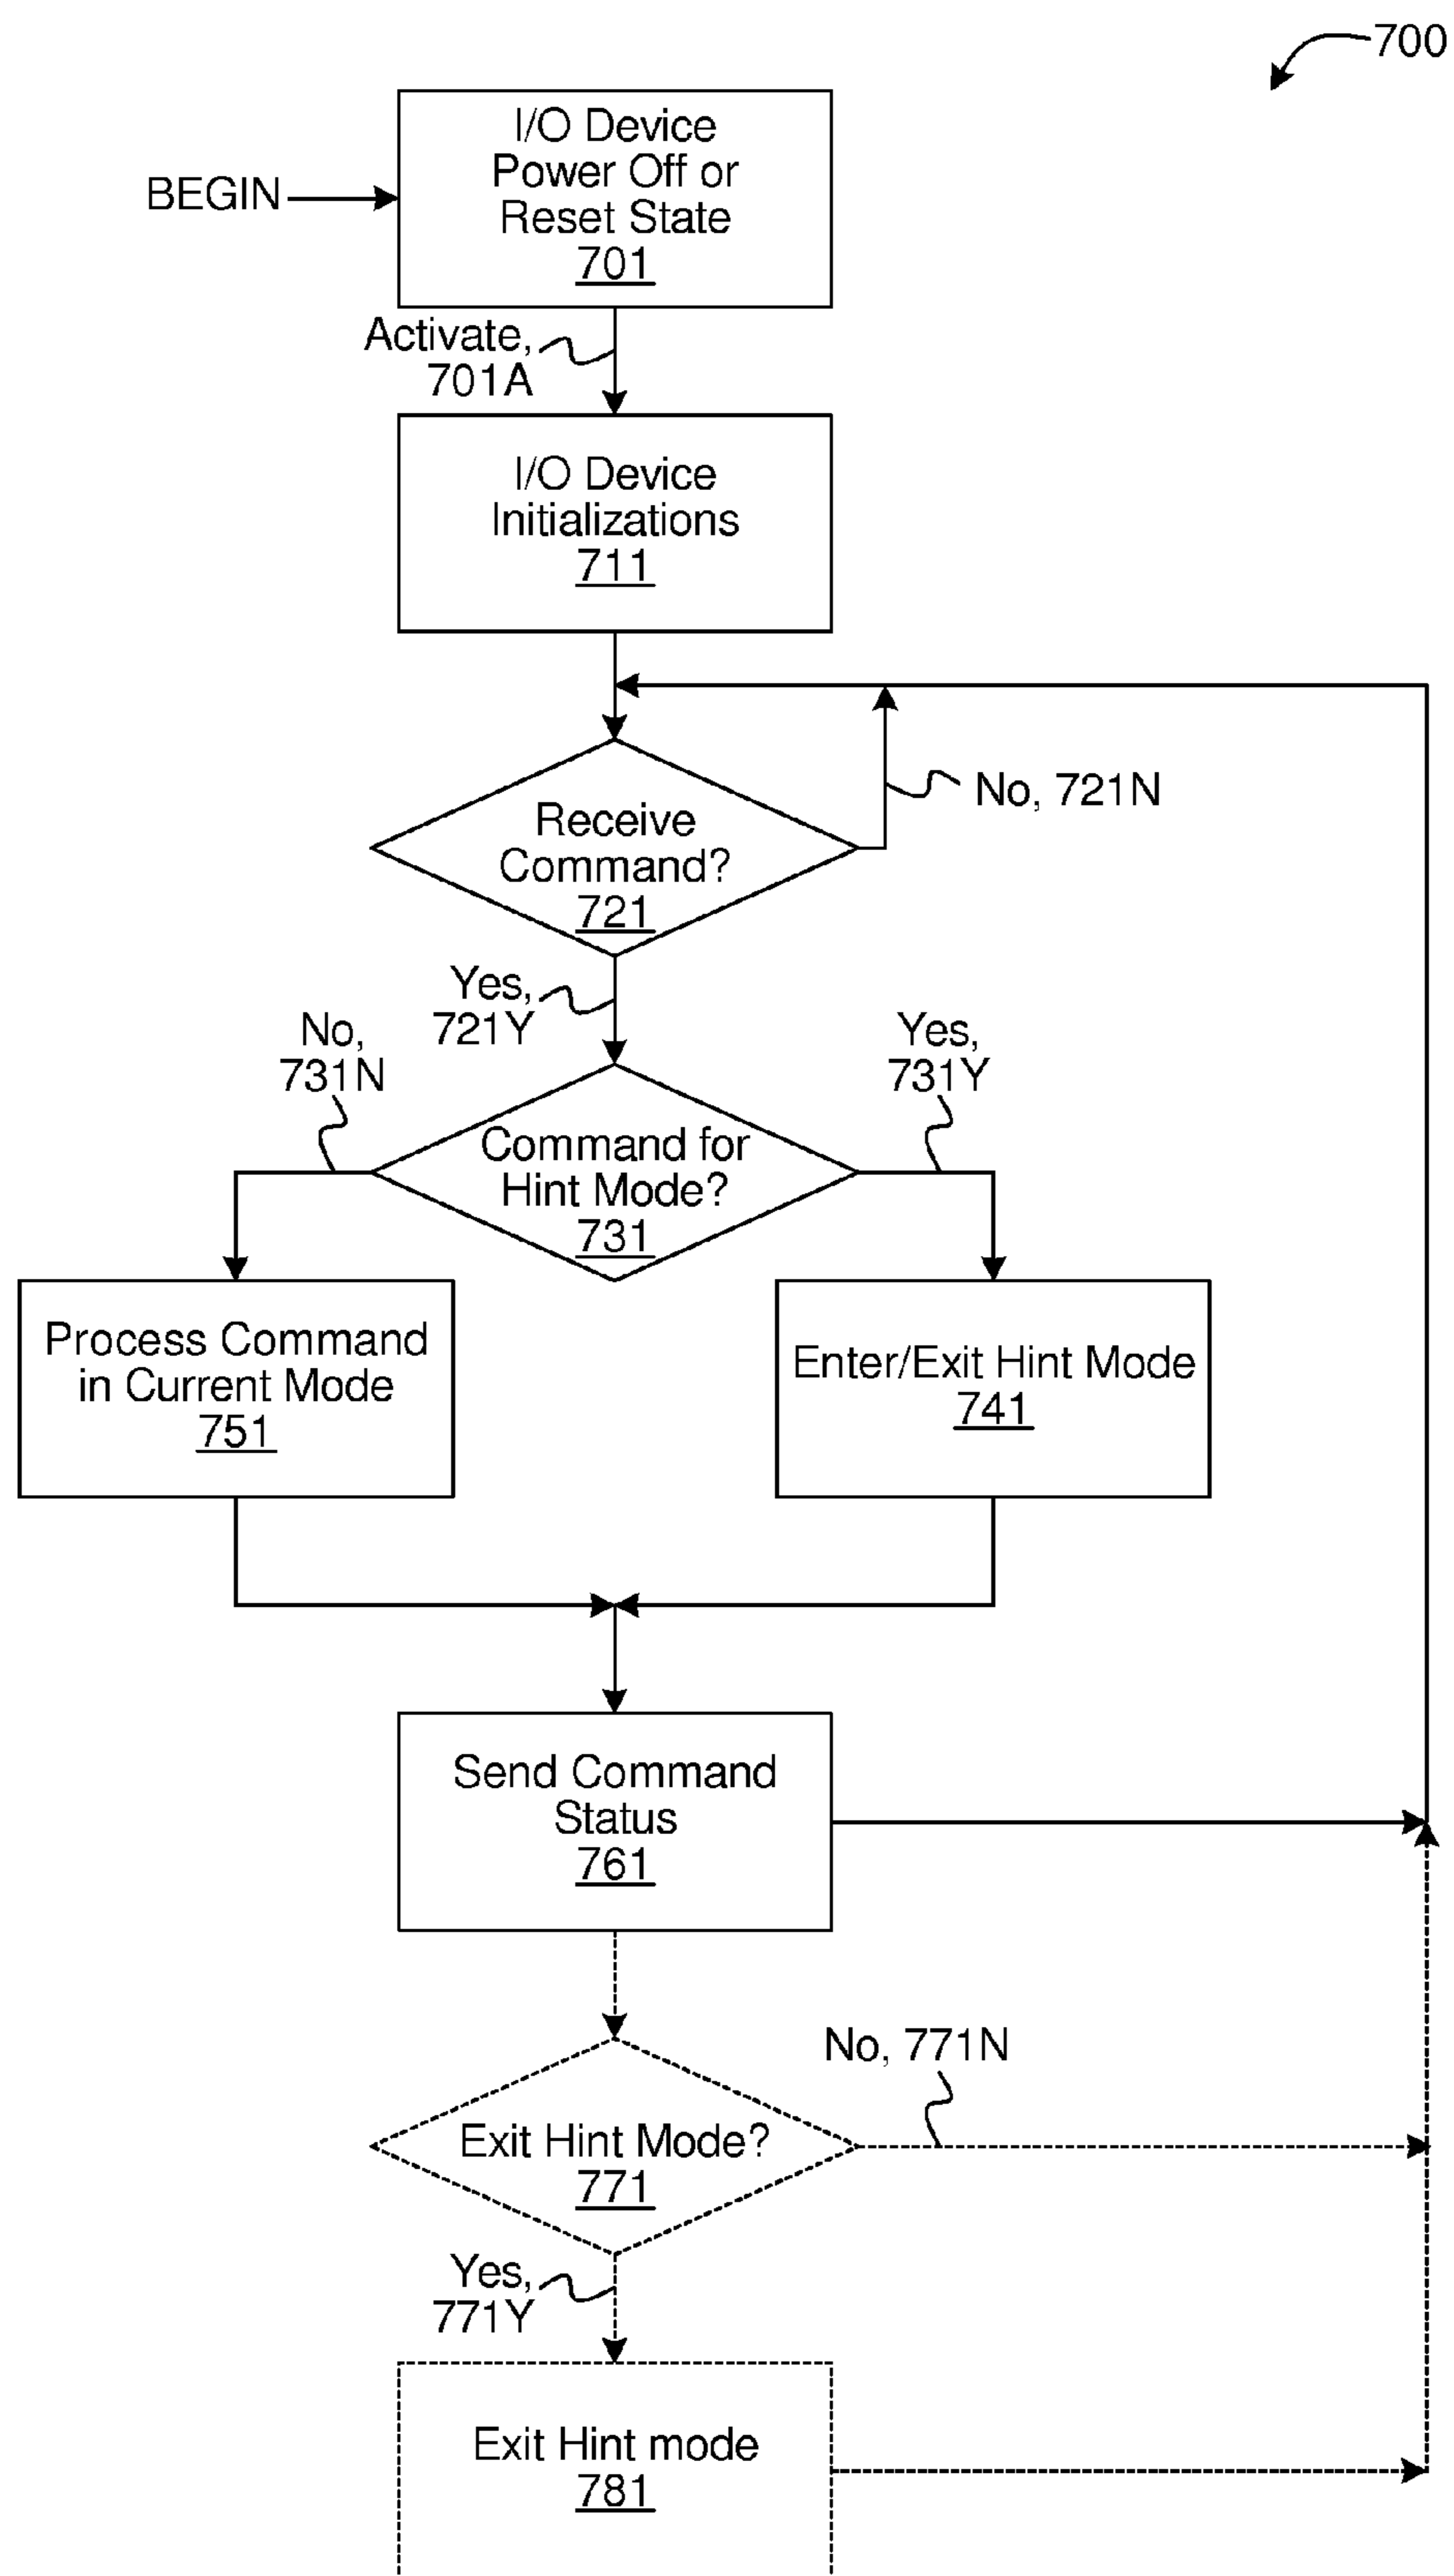 700
I/O Device
Power Off or
Reset State
701
BEGIN
Activate,
701A
I/O Device
Initializations
711
No, 721N
Receive
Command?
721
Yes,
721Y
No,
731N
Yes,
731Y
Command for
Hint Mode?
731
Process Command
in Current Mode
751
Enter/Exit Hint Mode
741
Send Command
Status
761
No, 771N
Exit Hint Mode?
771
Yes,
771Y
Exit Hint mode
781